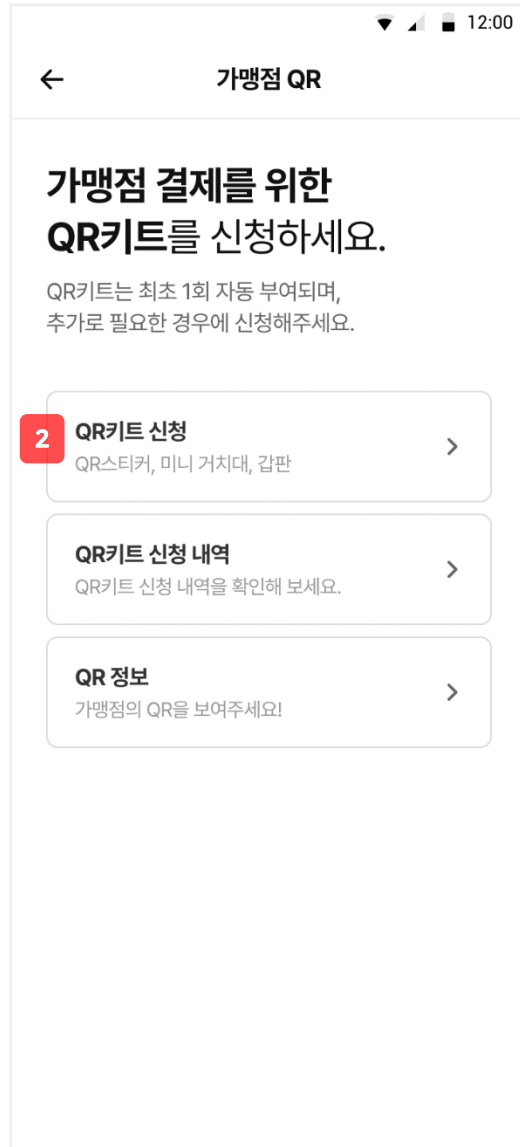 12:00
가맹점 QR
가맹점 결제를 위한
QR키트를 신청하세요.
QR키트는 최초 1회 자동 부여되며,
추가로 필요한 경우에 신청해주세요.
2
QR키트 신청
QR스티커, 미니 거치대, 갑판
QR키트 신청 내역
QR키트 신청 내역을 확인해 보세요.
QR 정보
가맹점의 QR을 보여주세요!